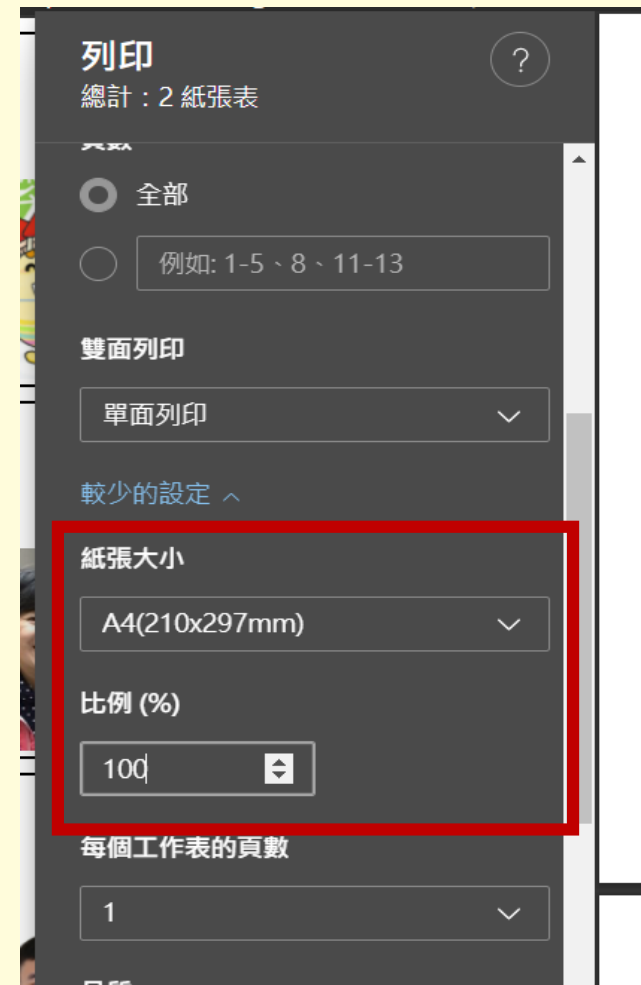 列印
?
總計：2 紙張表
頁數
全部
例如: 1-5、8、11-13
雙面列印
單面列印
較少的設定
紙張大小
A4(210x297mm)
比例 (%)
100
每個工作表的頁數
1